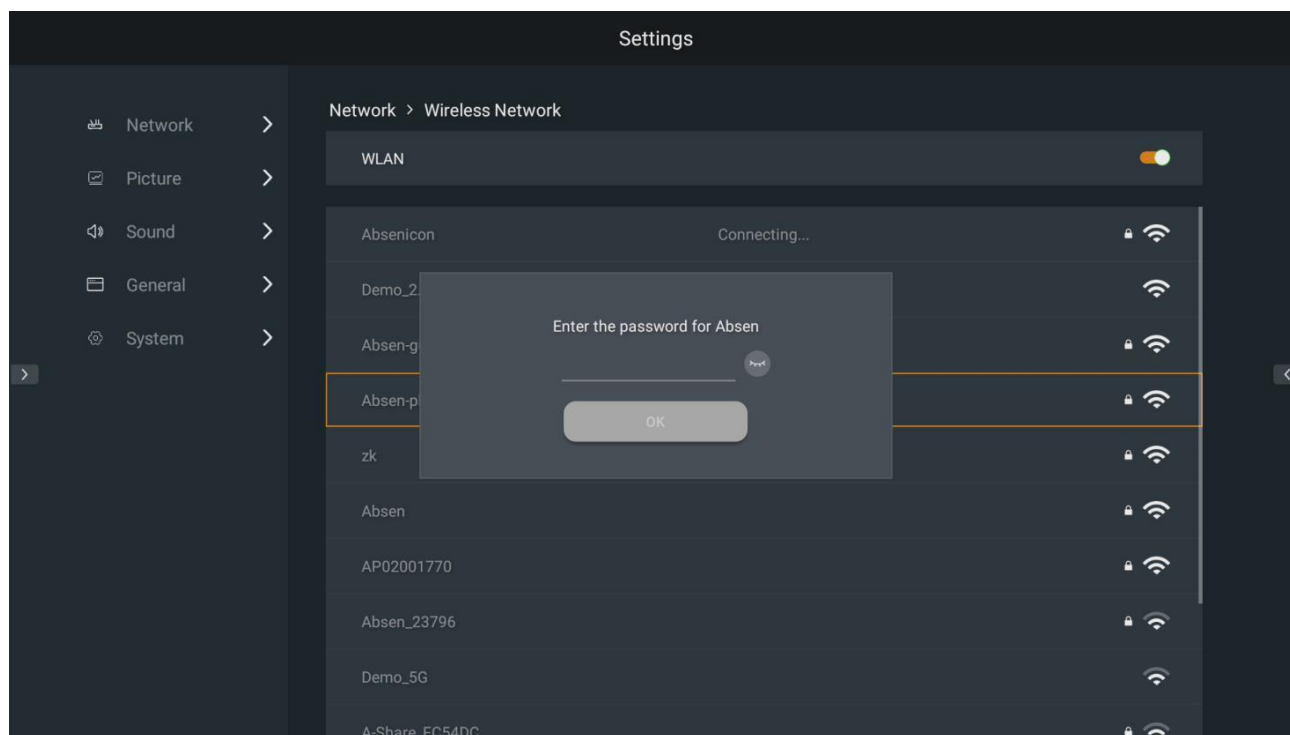 Settings
Network
Picture
Sound
General
System
Network > Wireless Network
WLAN
Absenicon Connecting...
Demo_2.
Absen-g
Absen-p
zk
Absen
AP02001770
Absen_23796
Demo_5G
A-Share_EC54DC
Enter the password for Absen
OK